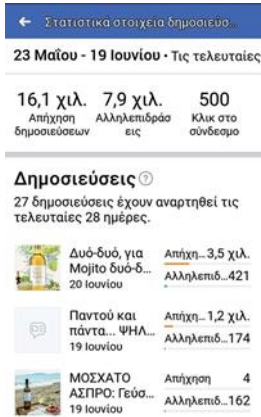 ← Στατιστικά στοιχεία δημοσιεύσ...
23 Μαΐου - 19 Ιουνίου • Τις τελευταίες
16,1 χιλ. 7,9 χιλ. 500
Απήχηση Αλληλεπιδράσ Κλικ στο
δημοσιεύσεων εις σύνδεσμο
Δημοσιεύσεις ?
27 δημοσιεύσεις έχουν αναρτηθεί τις
τελευταίες 28 ημέρες.
Δυό-δυό, για Απήχη... 3,5 χιλ.
Mojito δυό-δ... Αλληλεπιδ... 421
20 Ιουνίου
Παντού και Απήχη... 1,2 χιλ.
πάντα... ΨΗΛ... Αλληλεπιδ... 174
19 Ιουνίου
ΜΟΣΧΑΤΟ Απήχηση 4
ΑΣΠΡΟ: Γεύσ... Αλληλεπιδ... 162
19 Ιουνίου